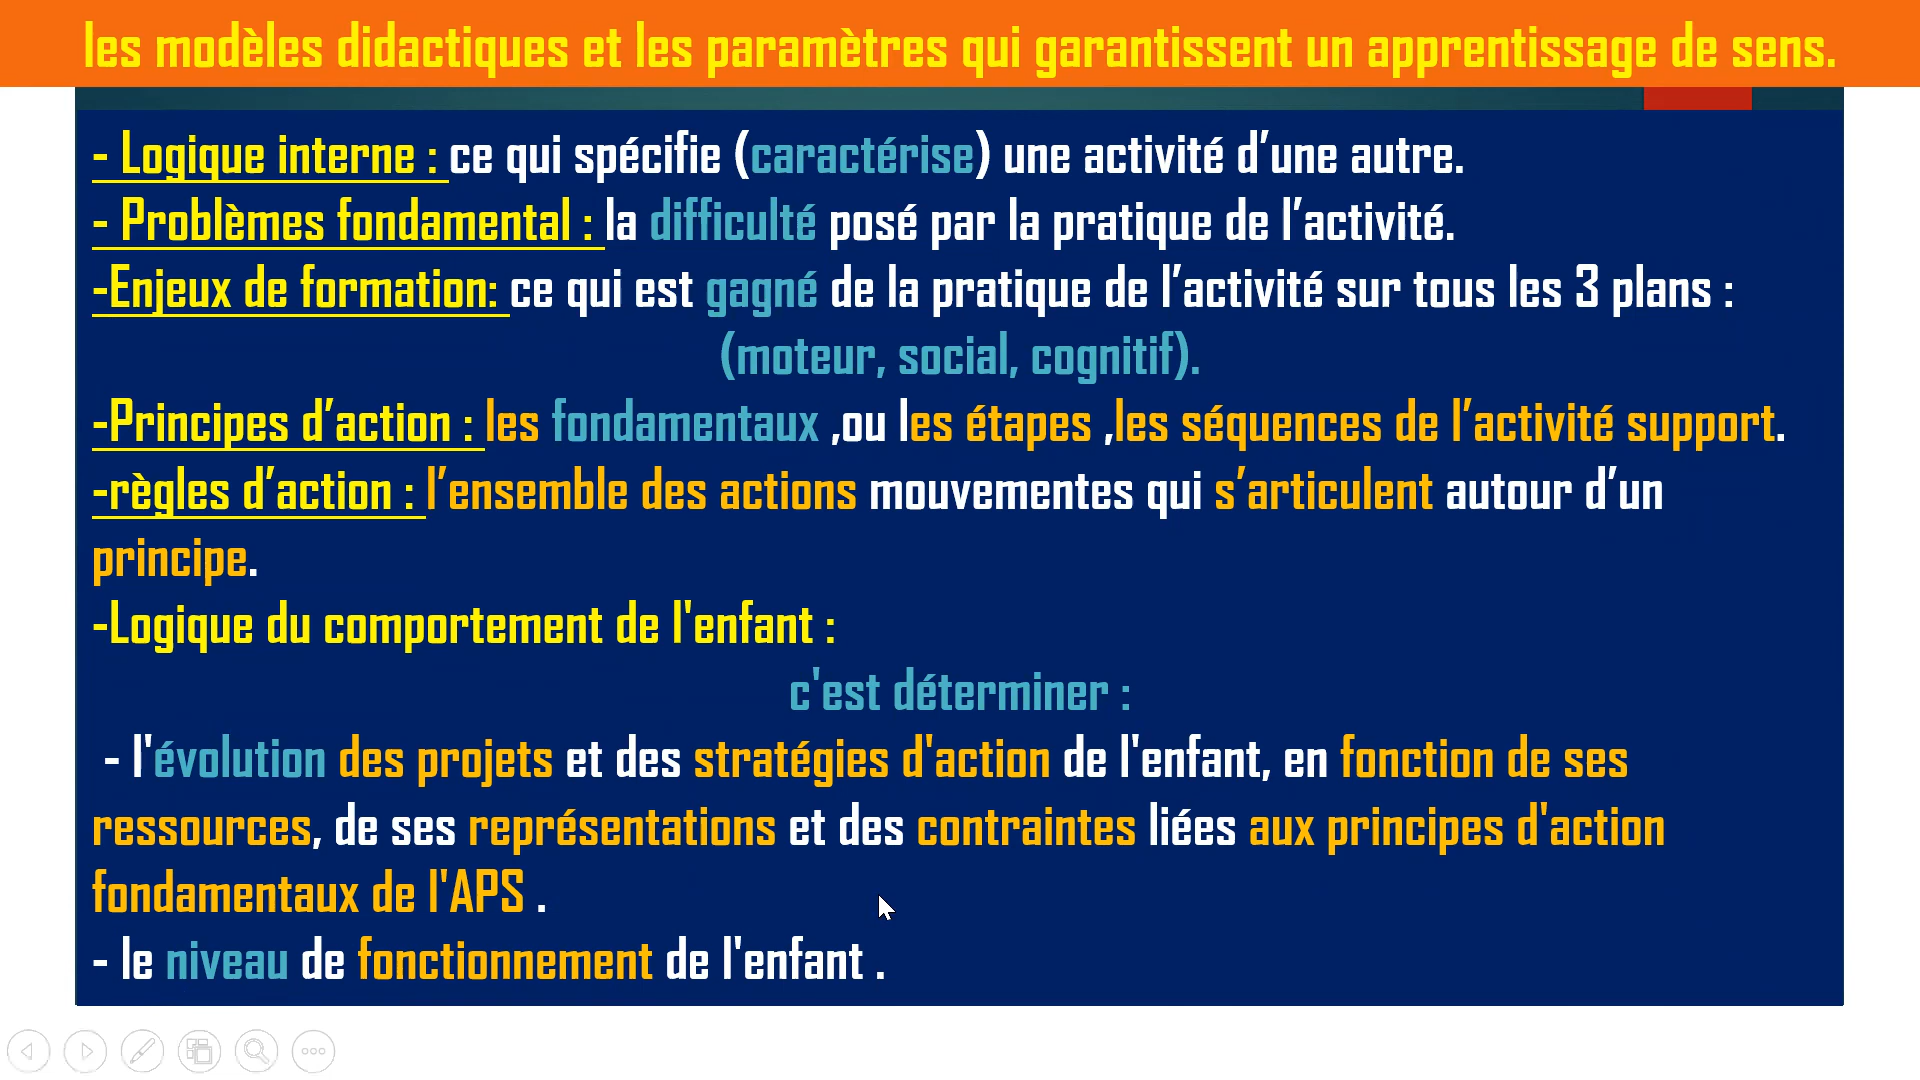 les modèles didactiques et les paramètres qui garantissent un apprentissage de sens.
- Logique interne : ce qui spécifie (caractérise) une activité d’une autre.
- Problèmes fondamental : la difficulté posé par la pratique de l’activité.
-Enjeux de formation: ce qui est gagné de la pratique de l’activité sur tous les 3 plans :
(moteur, social, cognitif).
-Principes d’action : les fondamentaux ,ou les étapes ,les séquences de l’activité support.
-règles d’action : l’ensemble des actions mouvementes qui s’articulent autour d’un
principe.
-Logique du comportement de l'enfant :
c'est déterminer :
- l'évolution des projets et des stratégies d'action de l'enfant, en fonction de ses
ressources, de ses représentations et des contraintes liées aux principes d'action
fondamentaux de l'APS .
- le niveau de fonctionnement de l'enfant .